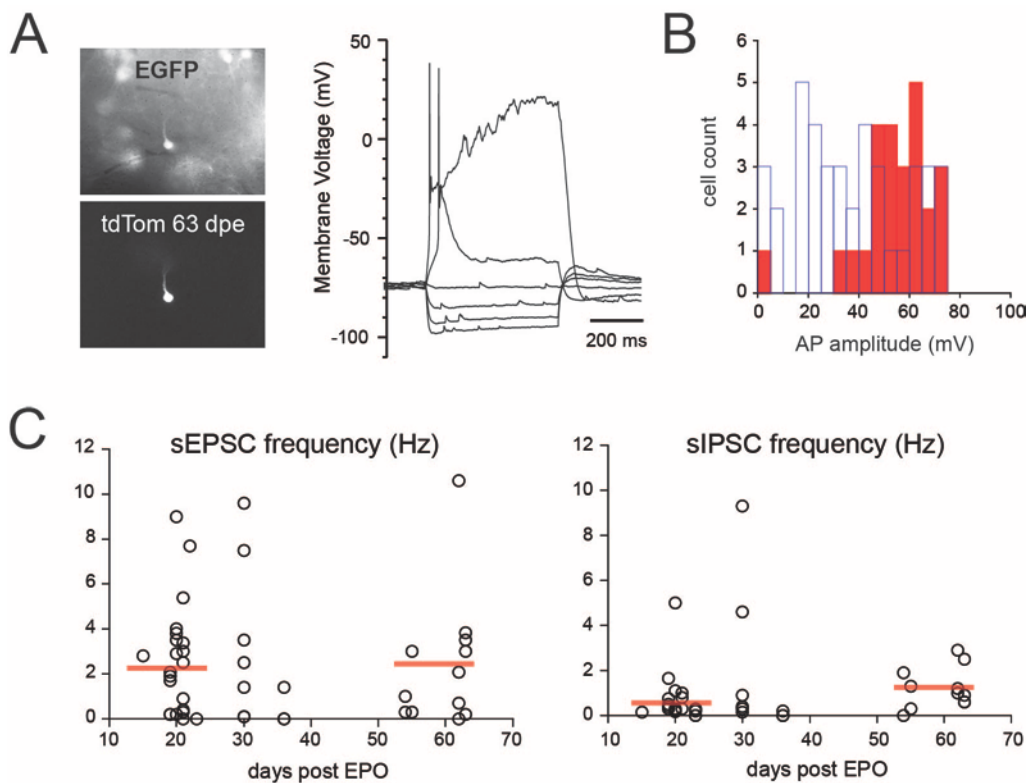 A
EGFP
tdTom 63 dpe
Membrane Voltage (mV)
50
0
-50
-100
200 ms
B
cell count
6
5
4
3
2
1
0
0 20 40 60 80 100
AP amplitude (mV)
C
sEPSC frequency (Hz)
12
10
8
6
4
2
0
10 20 30 40 50 60 70
days post EPO
sIPSC frequency (Hz)
12
10
8
6
4
2
0
10 20 30 40 50 60 70
days post EPO